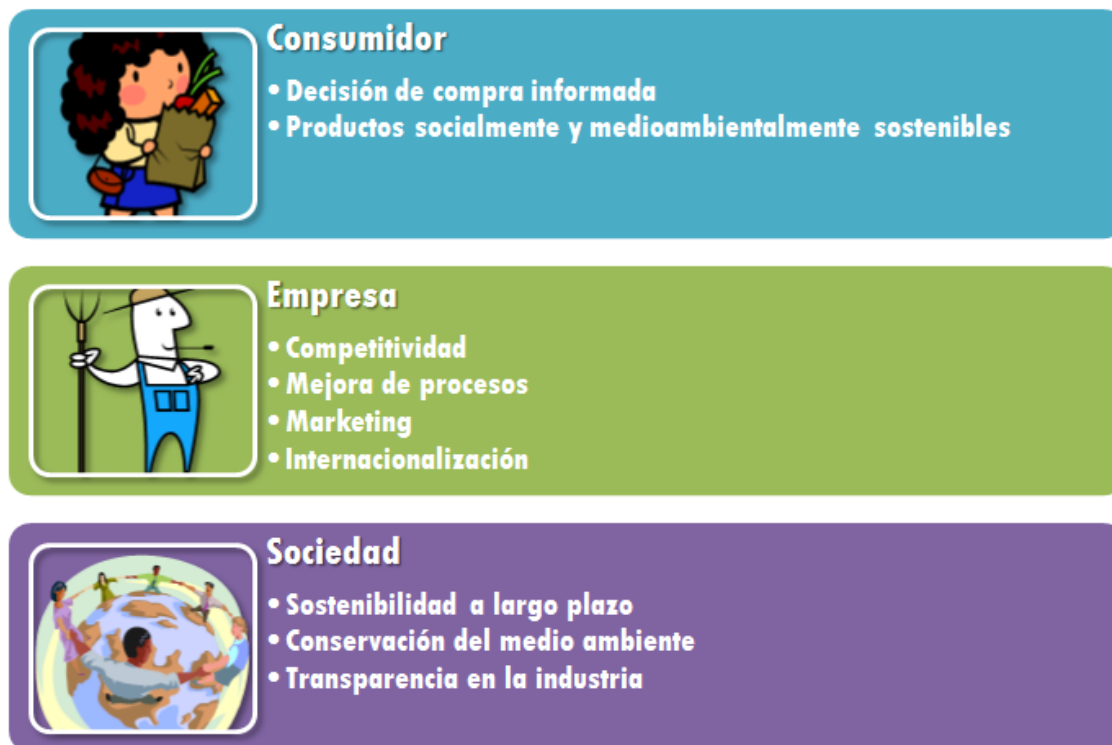 Consumidor
• Decisión de compra informada
• Productos socialmente y medioambientalmente sostenibles
Empresa
• Competitividad
• Mejora de procesos
• Marketing
• Internacionalización
Sociedad
• Sostenibilidad a largo plazo
• Conservación del medio ambiente
• Transparencia en la industria